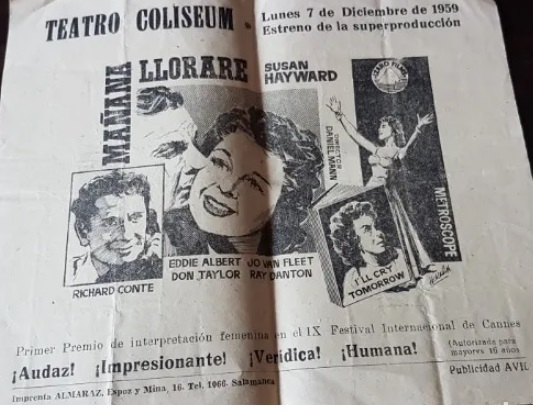 TEATRO COLISEUM.
Lunes 7 de Diciembre de 1959
Estreno de la superproducción
MAÑANA
LLORARE
SUSAN
HAYWARD
DIRECTOR
DANIEL MANN
METROSCOPE
RICHARD CONTE
EDDIE ALBERT JO VAN FLEET
DON TAYLOR RAY DANTON
I'LL CRY
TOMORROW
Primer Premio de interpretación femenina en el IX Festival Internacional de Cannes
¡Audaz! ¡Impresionante! ¡Verídica! ¡Humana!
(Autorizada para
mayores 16 años
Imprenta ALMARAZ, Espoz y Mina, 16. Tel. 1066. Salamanca
Publicidad AVIL